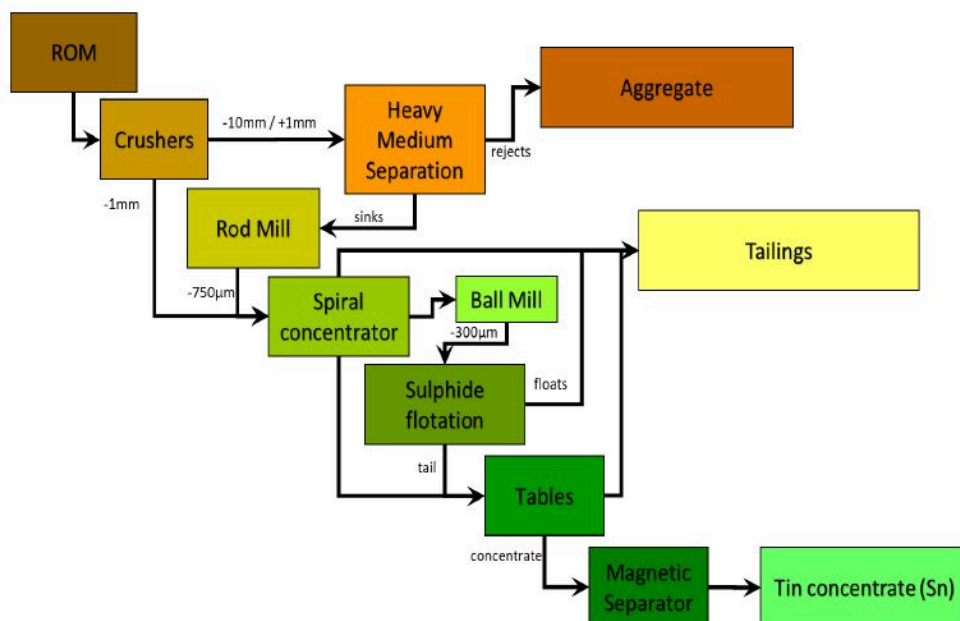 ROM
Aggregate
Heavy
Medium
Separation
-10mm / +1mm
Crushers
rejects
-1mm
Rod Mill
sinks
Tailings
-750µm
Spiral
concentrator
Ball Mill
-300µm
Sulphide
flotation
floats
tail
Tables
concentrate
Magnetic
Separator
Tin concentrate (Sn)